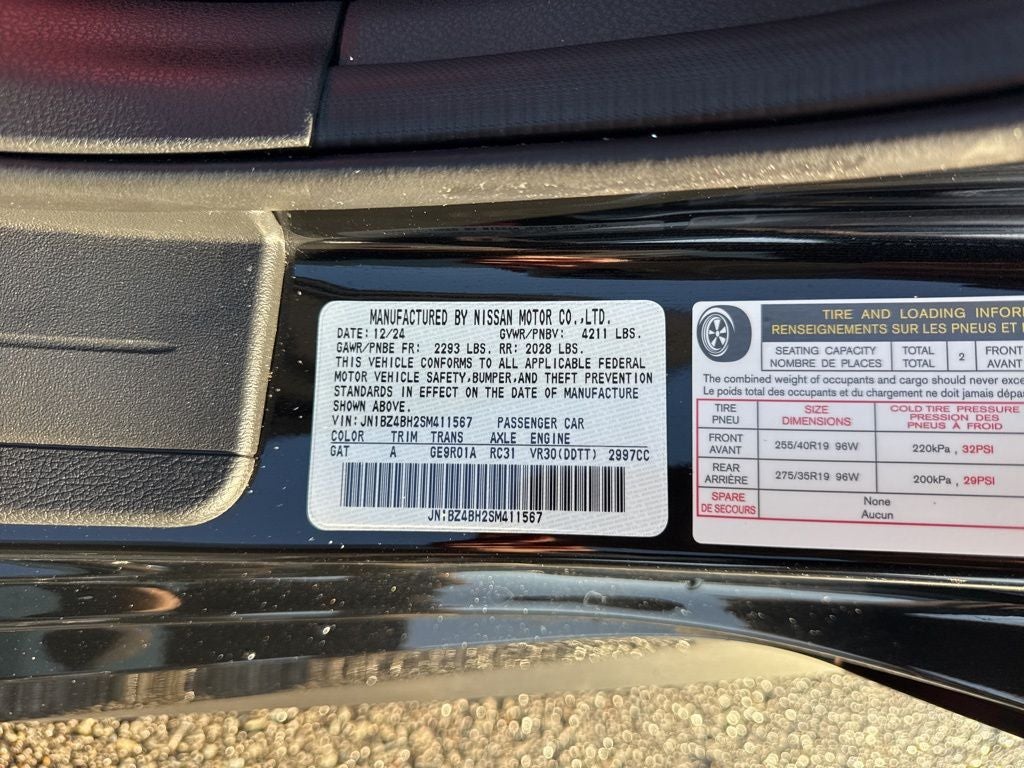 MANUFACTURED BY NISSAN MOTOR CO.,LTD.
DATE: 12/24 GVWR/PNBV: 4211 LBS.
GAWR/PNBE FR: 2293 LBS. RR: 2028 LBS.
THIS VEHICLE CONFORMS TO ALL APPLICABLE FEDERAL
MOTOR VEHICLE SAFETY,BUMPER,AND THEFT PREVENTION
STANDARDS IN EFFECT ON THE DATE OF MANUFACTURE
SHOWN ABOVE.
VIN: JN1BZ4BH2SM411567 PASSENGER CAR
COLOR TRIM TRANS AXLE ENGINE
GAT A GE9R01A RC31 VR30(DDTT) 2997CC
JN1BZ4BH2SM411567
TIRE AND LOADING INFOR
RENSEIGNEMENTS SUR LES PNEUS ET
SEATING CAPACITY TOTAL 2 FRONT
NOMBRE DE PLACES TOTAL AVANT
The combined weight of occupants and cargo should never exce
Le poids total des occupants et du chargement ne doit jamais dépa
TIRE SIZE COLD TIRE PRESSURE
PNEU DIMENSIONS PRESSION DES
PNEUS À FROID
FRONT 255/40R19 96W 220kPa , 32PSI
AVANT
REAR 275/35R19 96W 200kPa , 29PSI
ARRIÈRE
SPARE None
DE SECOURS Aucun